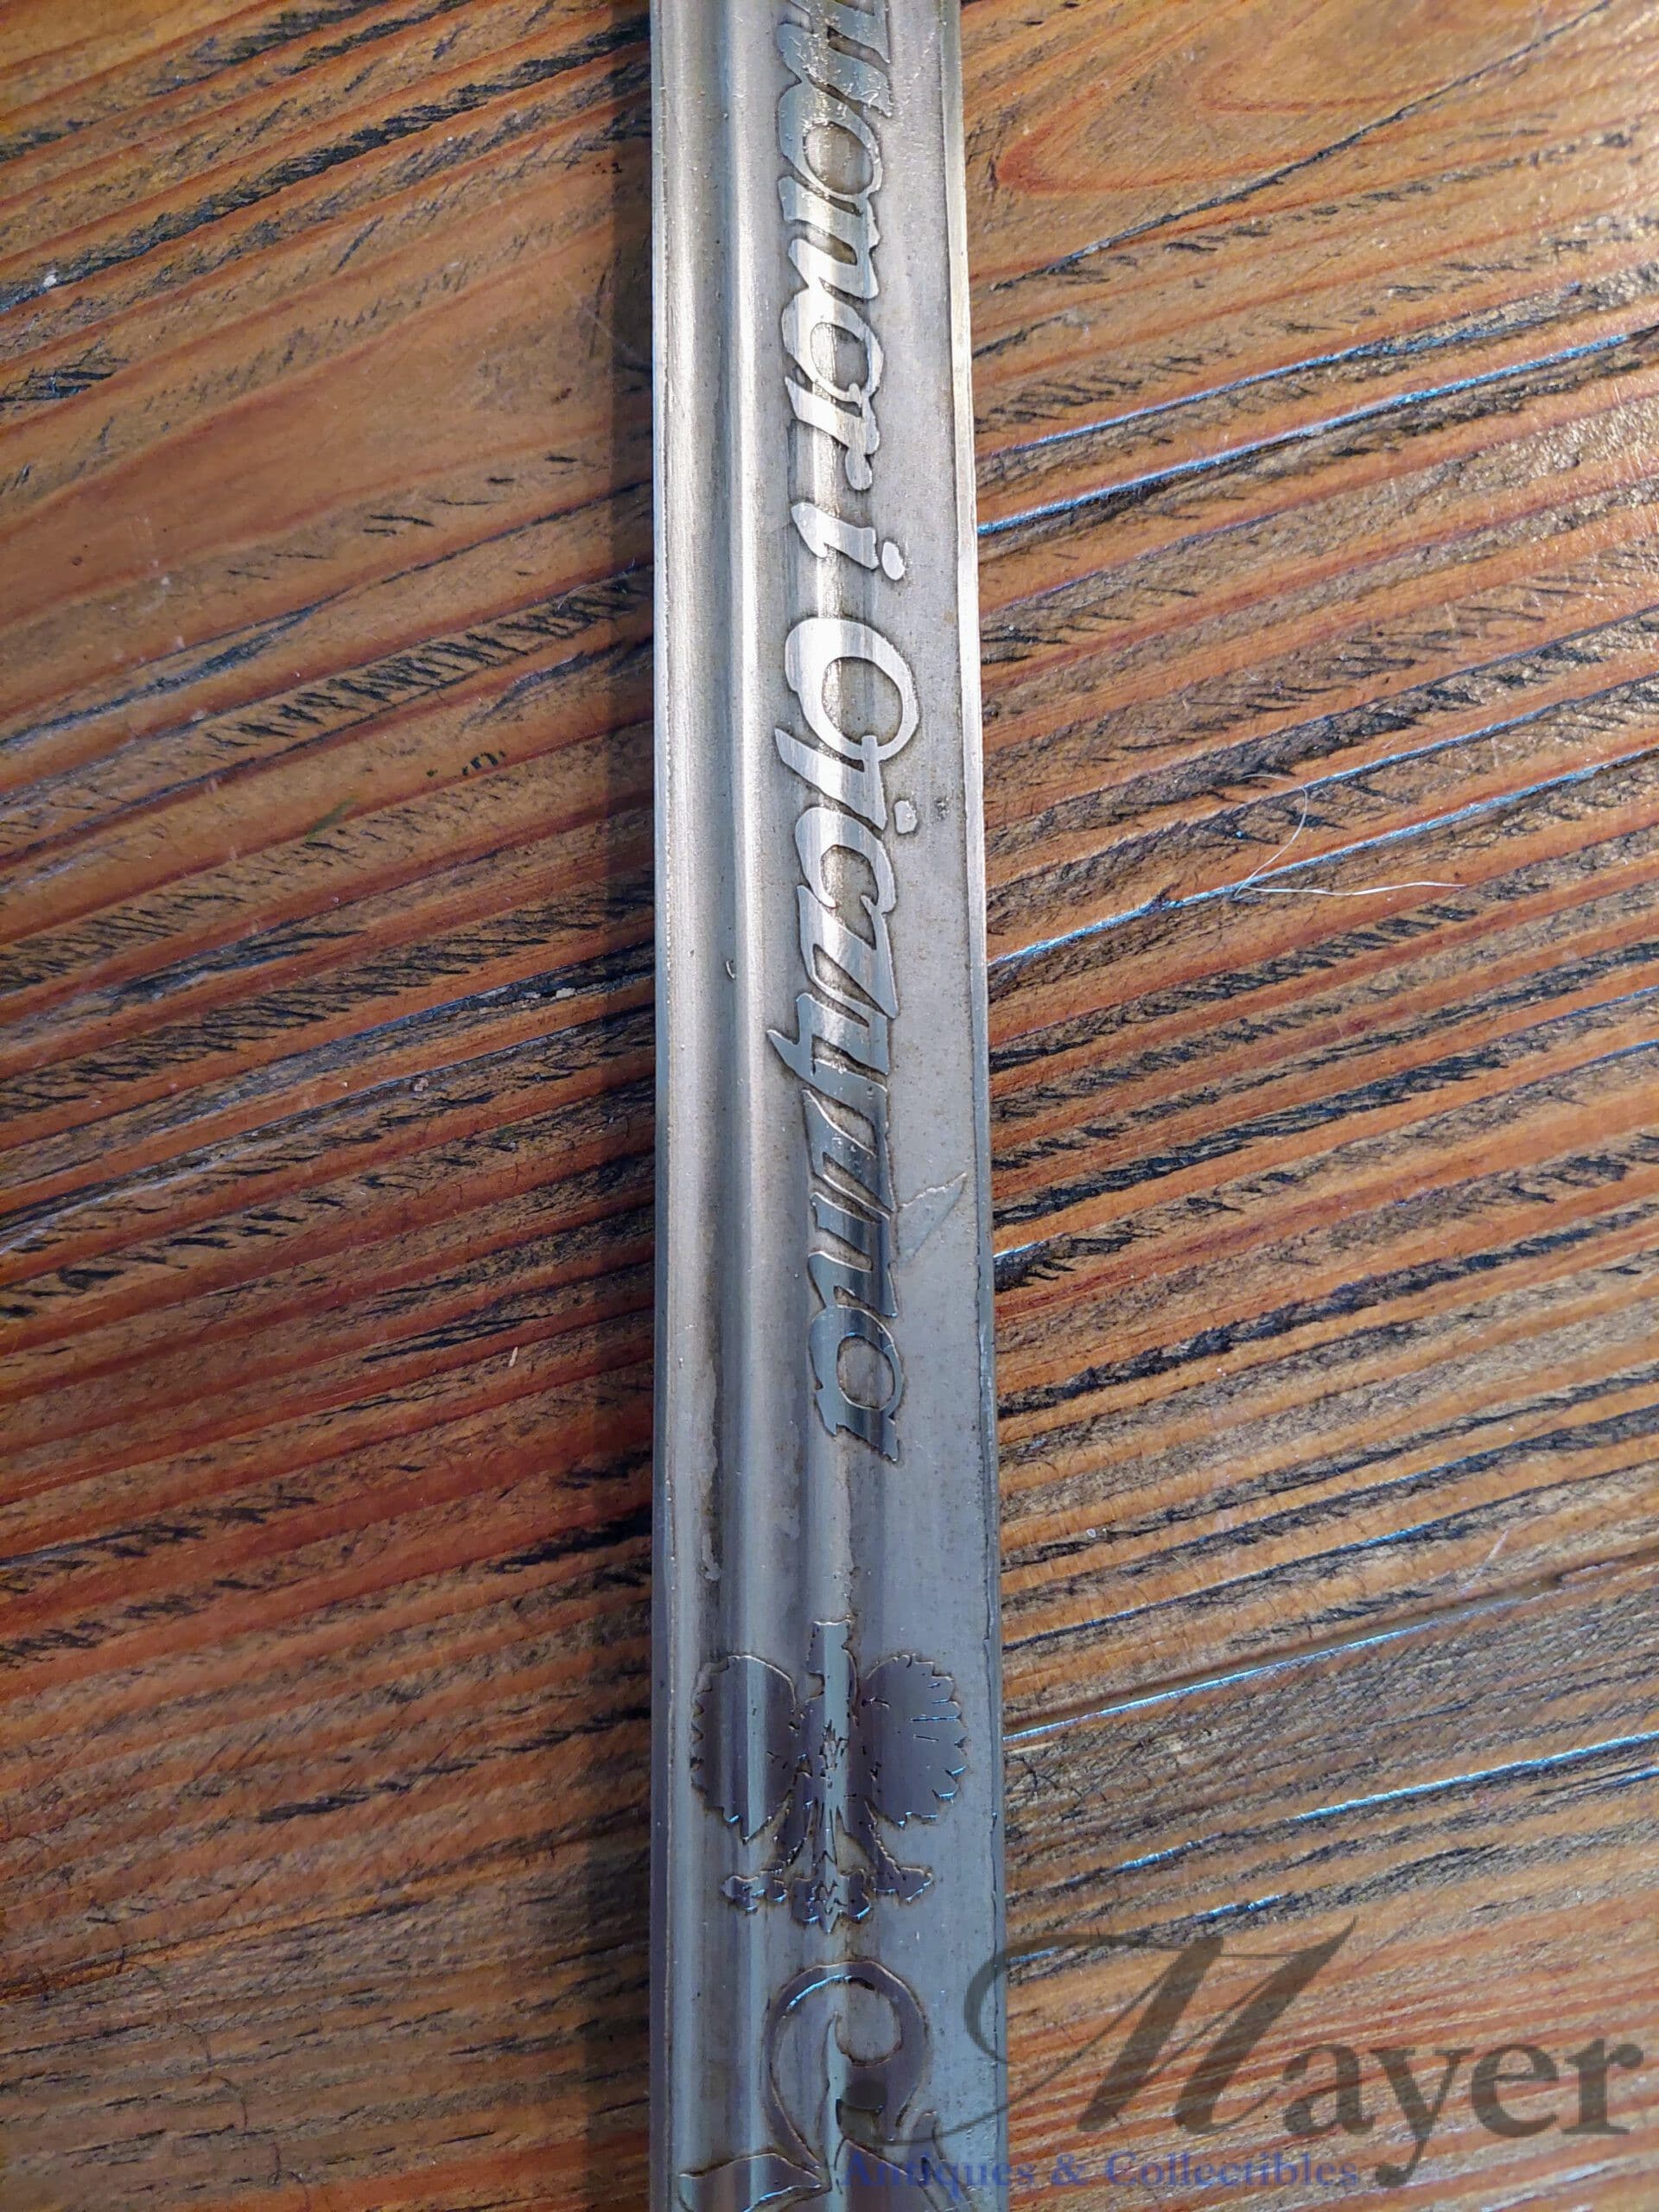 Honor i Ojczyzna
Mayer
Antiques & Collectibles